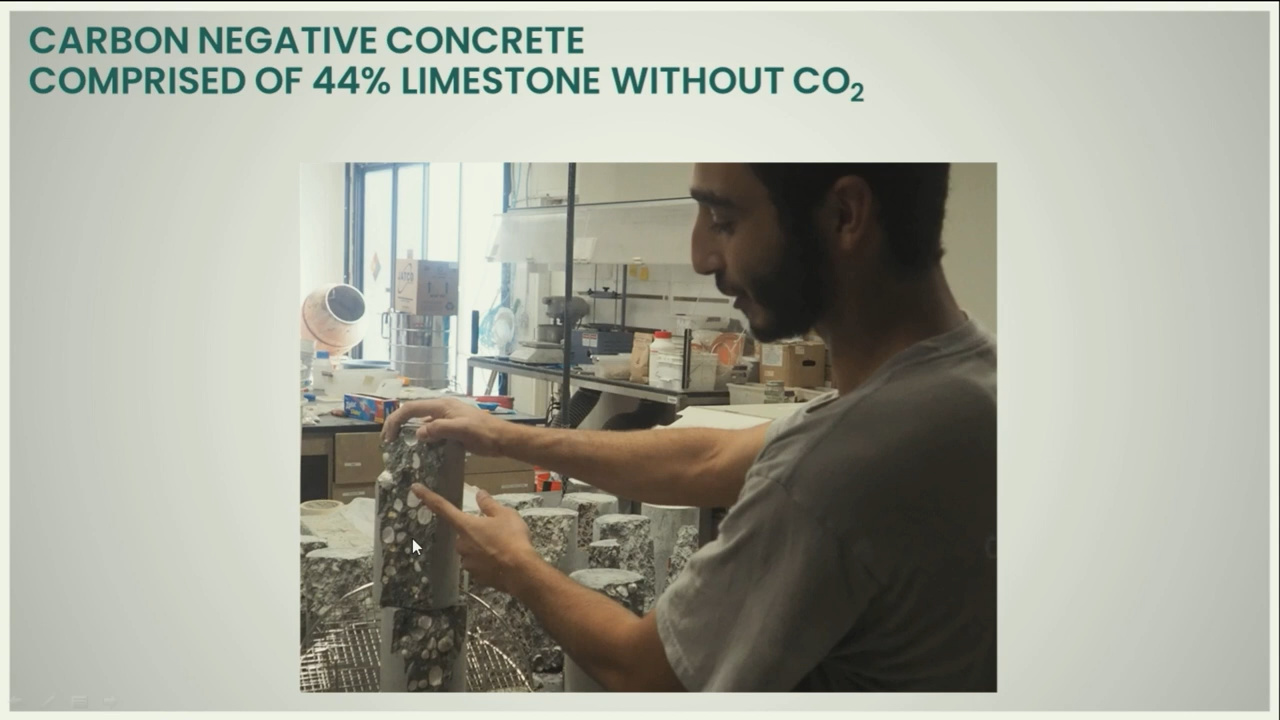 CARBON NEGATIVE CONCRETE
COMPRISED OF 44% LIMESTONE WITHOUT CO₂